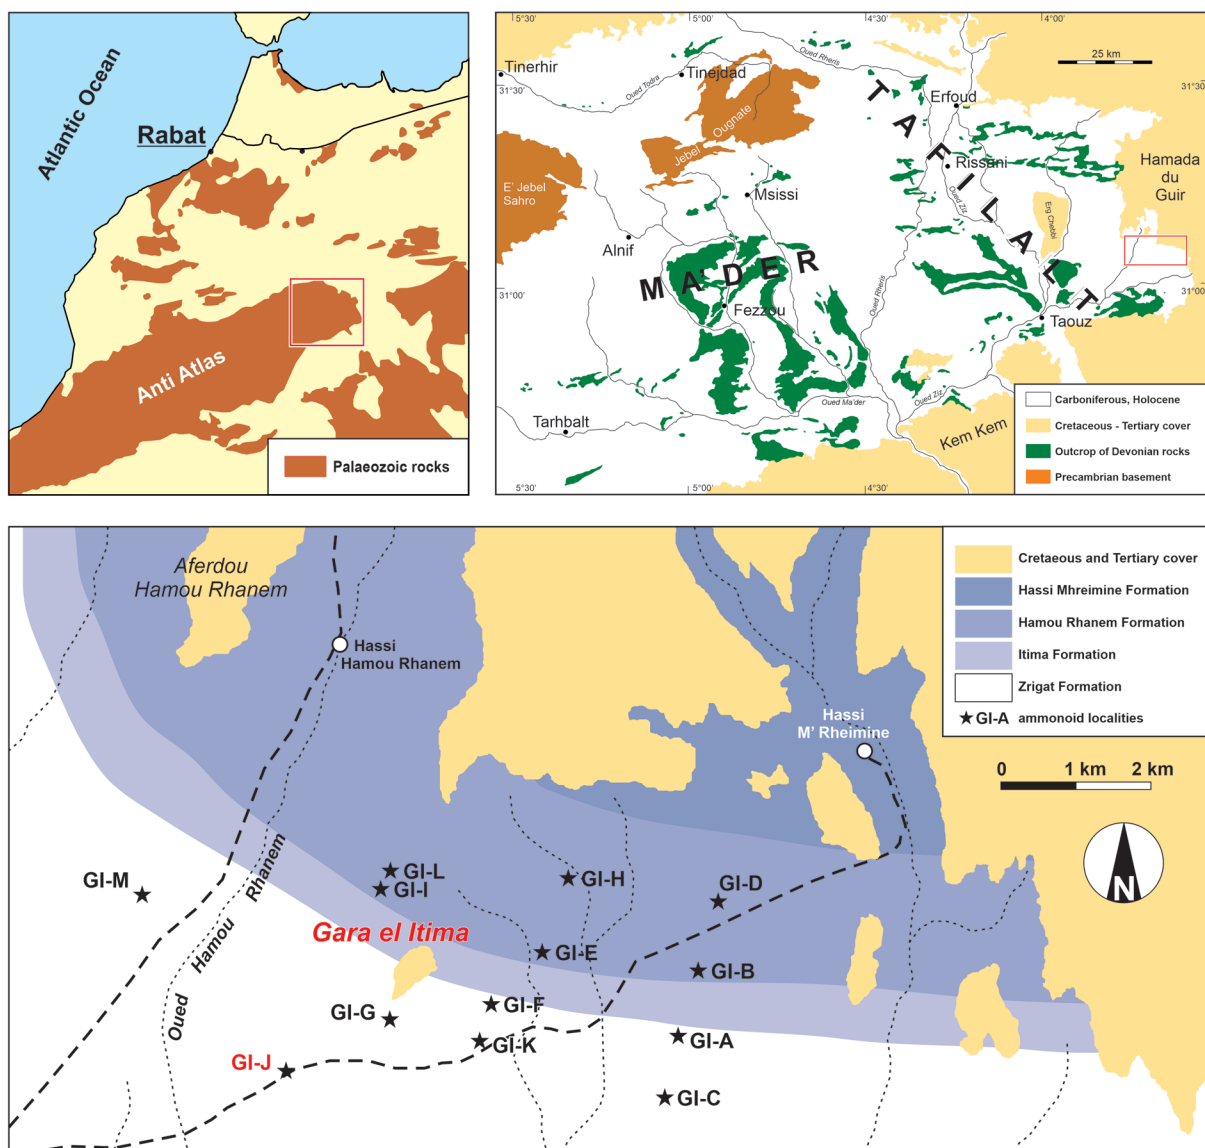 Atlantic Ocean
Rabat
Anti Atlas
Palaeozoic rocks
5°30'
5°00'
4°30'
4°00'
25 km
Tinerhir
Tinejdad
Oued Todra
Oued Rheris
31°30'
31°30'
Erfoud
Jebel Ougnate
TAFILALT
Rissani
Hamada
du
Guir
E' Jebel
Sahro
Msissi
Oued Ziz
Erg Chebbi
Alnif
MA'DER
31°00'
31°00'
Fezzou
Oued Rheris
Taouz
Oued Ma'der
Oued Ziz
Tarhbalt
Kem Kem
Carboniferous, Holocene
Cretaceous - Tertiary cover
Outcrop of Devonian rocks
Precambrian basement
5°30'
5°00'
4°30'
Aferdou
Hamou Rhanem
Hassi
Hamou Rhanem
Hassi
M' Rheimine
Cretaeous and Tertiary cover
Hassi Mhreimine Formation
Hamou Rhanem Formation
Itima Formation
Zrigat Formation
GI-A ammonoid localities
0 1 km 2 km
N
Oued Hamou Rhanem
GI-M
GI-L
GI-I
GI-H
GI-D
Gara el Itima
GI-E
GI-B
GI-F
GI-G
GI-K
GI-A
GI-J
GI-C